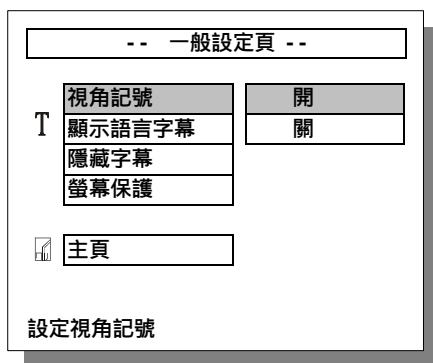 -- 一般設定頁 --
視角記號 開
T 顯示語言字幕 關
隱藏字幕
螢幕保護
主頁
設定視角記號